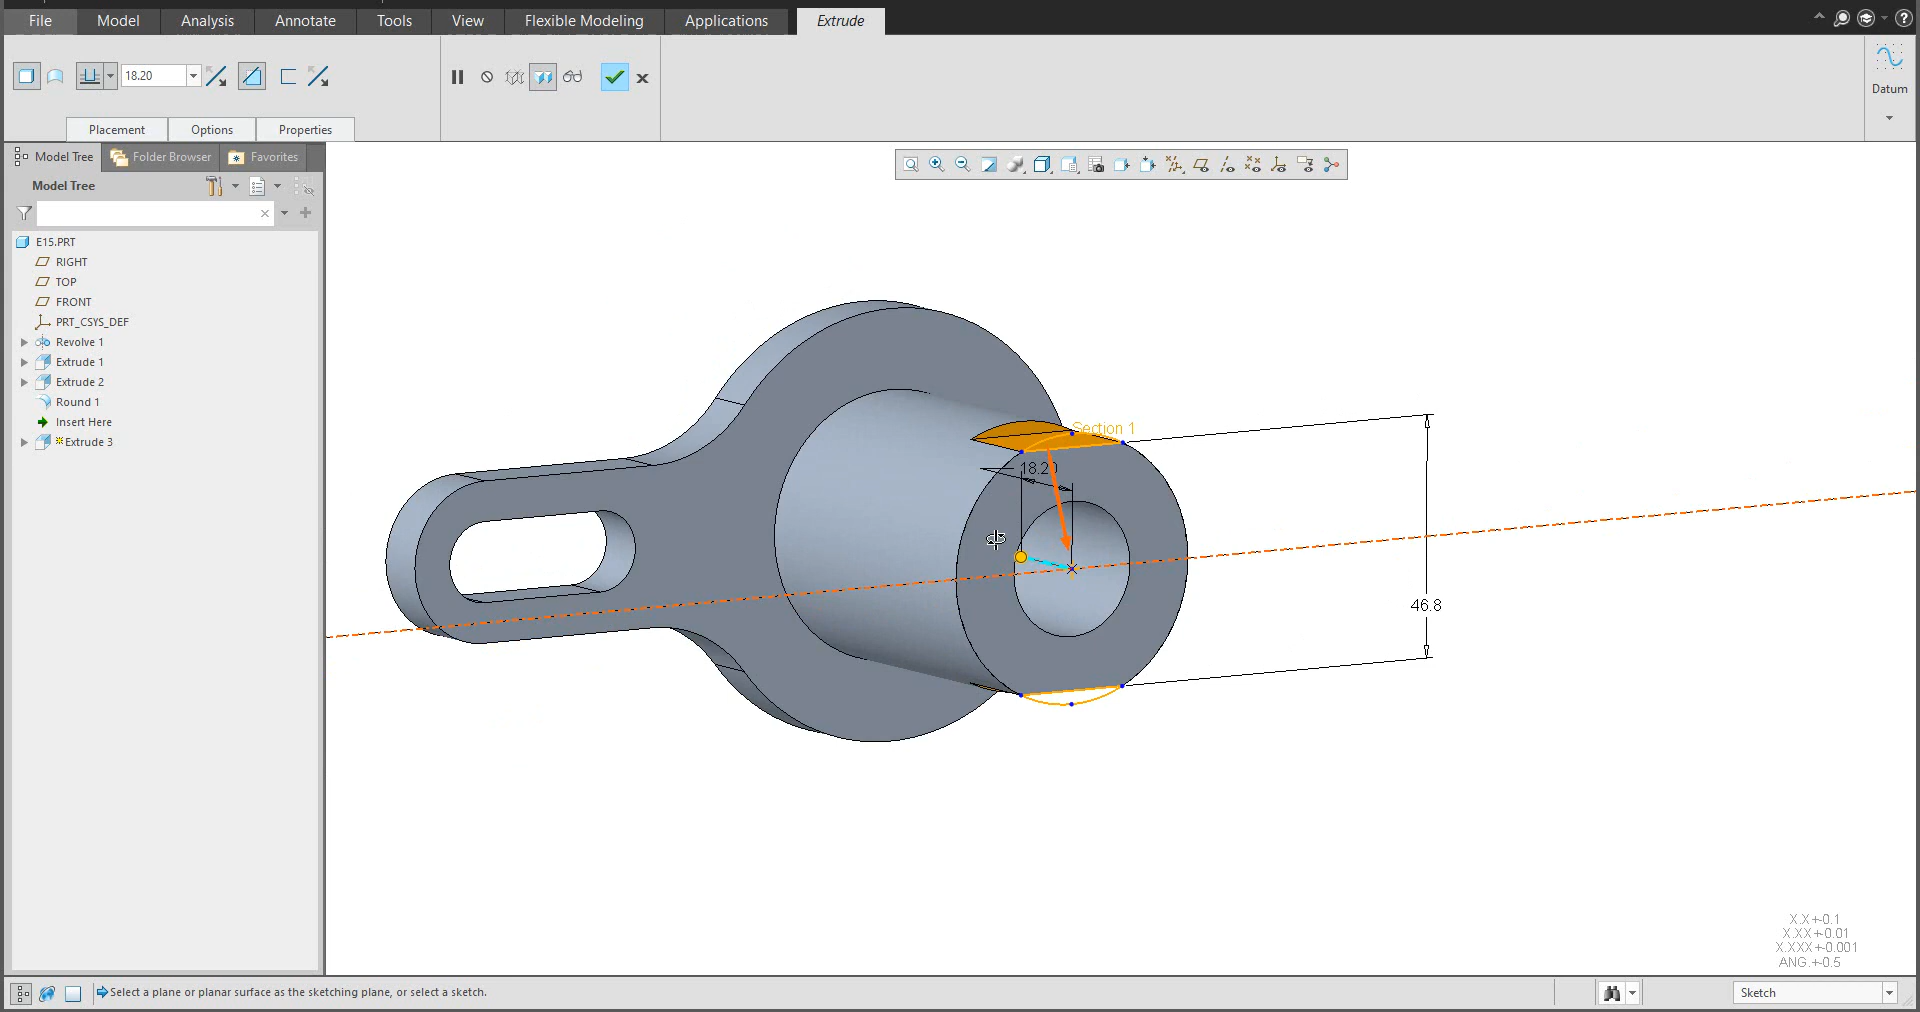 File Model Analysis Annotate Tools View Flexible Modeling Applications Extrude
18.20
Datum
Placement Options Properties
Model Tree Folder Browser Favorites
Model Tree
E15.PRT
RIGHT
TOP
FRONT
PRT_CSYS_DEF
Revolve 1
Extrude 1
Extrude 2
Round 1
Insert Here
Extrude 3
Section 1
18.20
46.8
X.X+-0.1
X.XX+-0.01
X.XXX+-0.001
ANG.+-0.5
Select a plane or planar surface as the sketching plane, or select a sketch.
Sketch